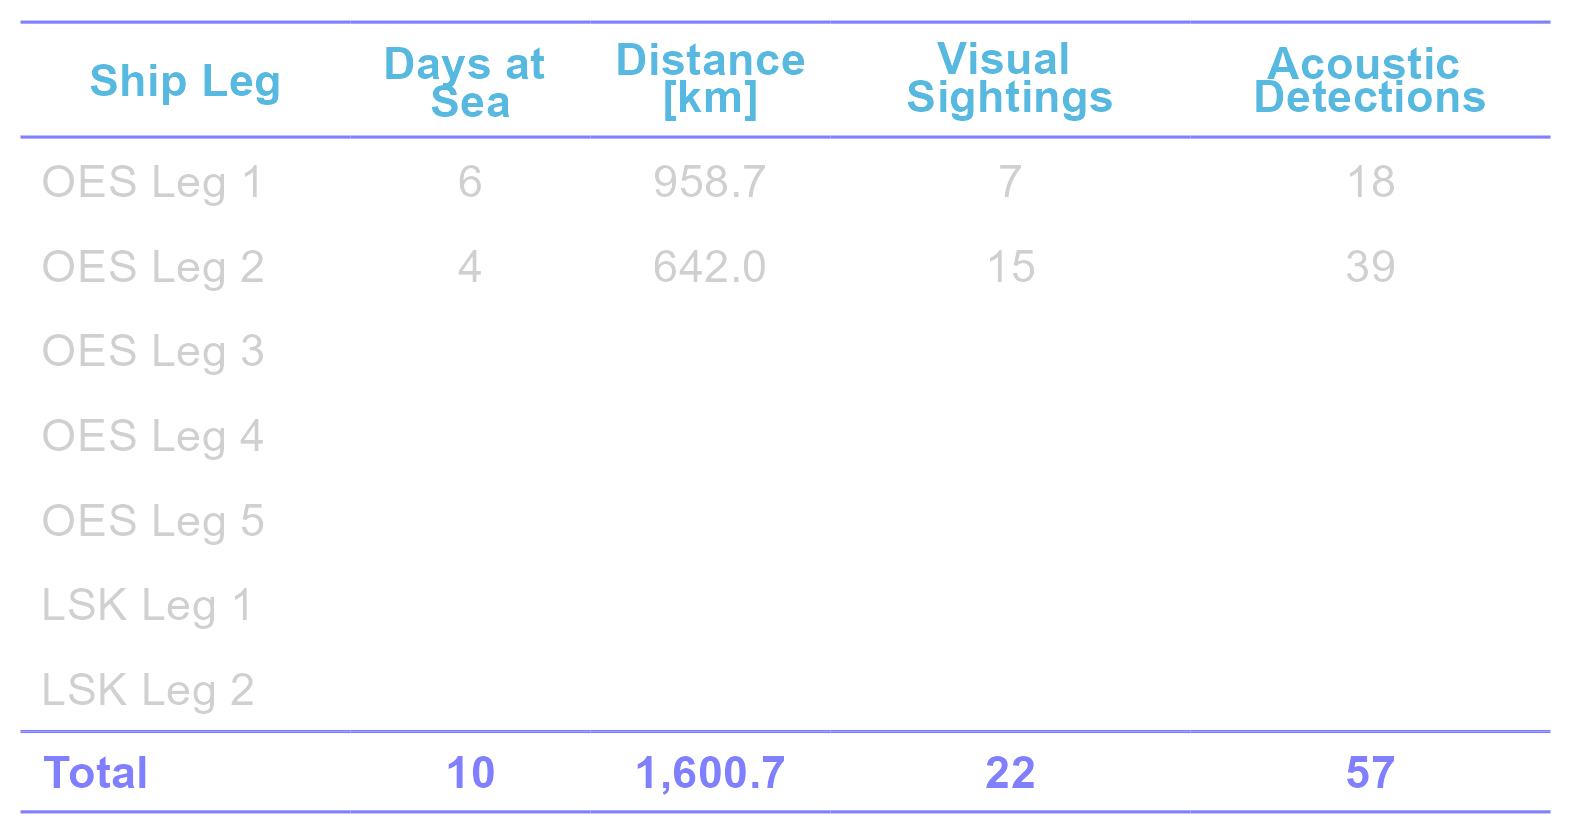 Ship Leg Days at Sea Distance [km] Visual Sightings Acoustic Detections
OES Leg 1 6 958.7 7 18
OES Leg 2 4 642.0 15 39
OES Leg 3
OES Leg 4
OES Leg 5
LSK Leg 1
LSK Leg 2
Total 10 1,600.7 22 57